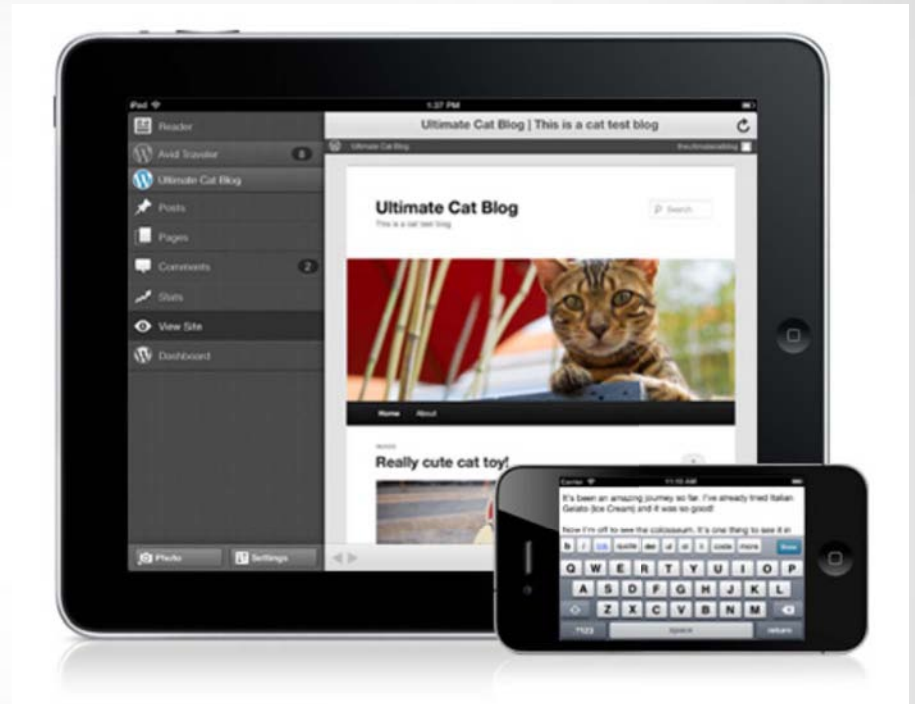 iPad
1:37 PM
Reader
Avid Traveler 8
Ultimate Cat Blog
Posts
Pages
Comments 2
Stats
View Site
Dashboard
Photo
Settings
Ultimate Cat Blog | This is a cat test blog
Ultimate Cat Blog
Ultimate Cat Blog
Search
This is a cat test blog
Home About
Really cute cat toy!
Carrier
11:10 AM
It's been an amazing journey so far. I've already tried Italian
Gelato (Ice Cream) and it was so good!
Now I'm off to see the colosseum. It's one thing to see it in
b i link quote del ul ol li code more
Q W E R T Y U I O P
A S D F G H J K L
Z X C V B N M
.?123 space return